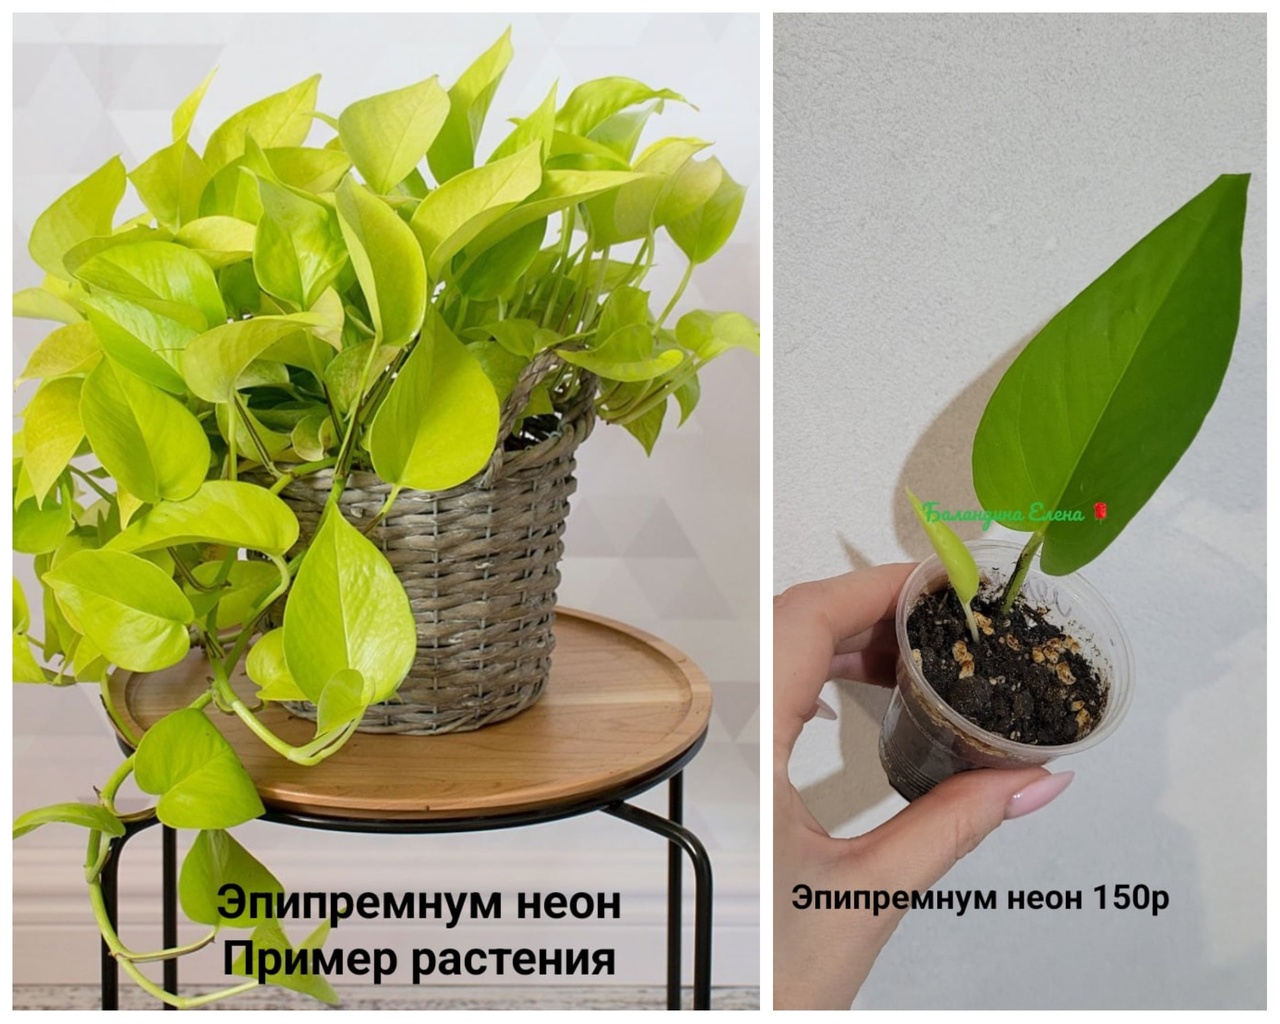 Эпипремнум неон
Пример растения
Баландина Елена
Эпипремнум неон 150р